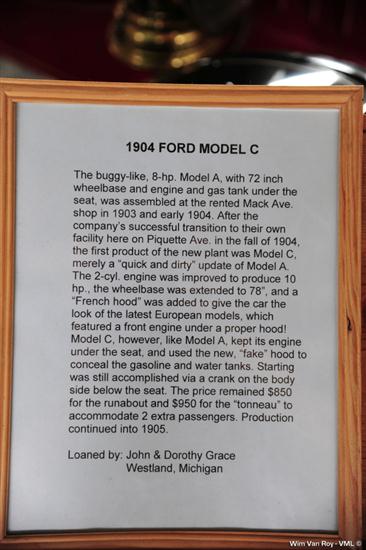 1904 FORD MODEL C
The buggy-like, 8-hp. Model A, with 72 inch
wheelbase and engine and gas tank under the
seat, was assembled at the rented Mack Ave.
shop in 1903 and early 1904. After the
company's successful transition to their own
facility here on Piquette Ave. in the fall of 1904,
the first product of the new plant was Model C,
merely a "quick and dirty" update of Model A.
The 2-cyl. engine was improved to produce 10
hp., the wheelbase was extended to 78", and a
"French hood" was added to give the car the
look of the latest European models, which
featured a front engine under a proper hood!
Model C, however, like Model A, kept its engine
under the seat, and used the new, "fake" hood to
conceal the gasoline and water tanks. Starting
was still accomplished via a crank on the body
side below the seat. The price remained $850
for the runabout and $950 for the "tonneau" to
accommodate 2 extra passengers. Production
continued into 1905.
Loaned by: John & Dorothy Grace
Westland, Michigan
Wim Van Roy - VML ©